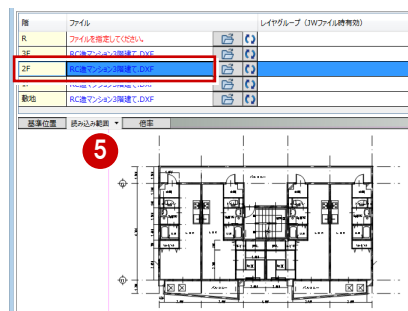 階 ファイル レイヤグループ（JWファイル時有効）
R ファイルを指定してください。
3F RC造マンション3階建て.DXF
2F RC造マンション3階建て.DXF
1F RC造マンション3階建て.DXF
敷地 RC造マンション3階建て.DXF
基準位置 読み込み範囲 倍率
5